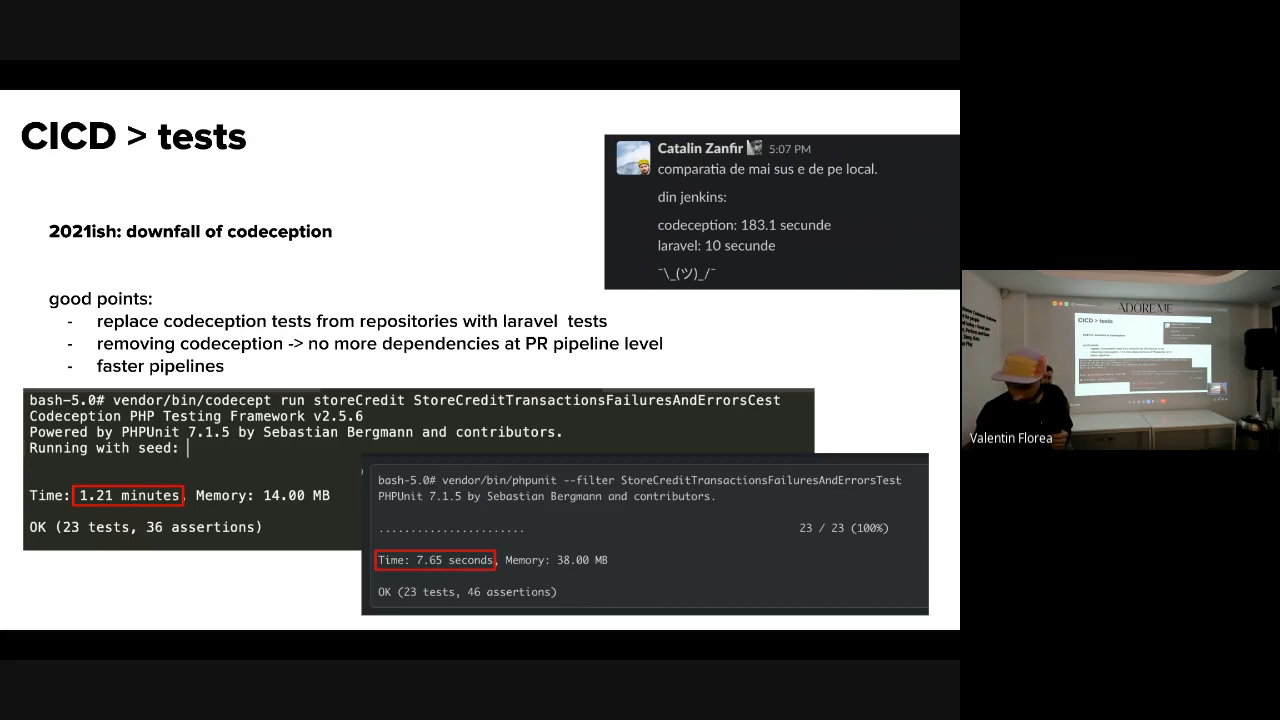 CICD > tests
Catalin Zanfir 5:07 PM
comparatia de mai sus e de pe local.
din jenkins:
codeception: 183.1 secunde
laravel: 10 secunde
¯\_(ツ)_/¯
2021ish: downfall of codeception
good points:
- replace codeception tests from repositories with laravel tests
- removing codeception -> no more dependencies at PR pipeline level
- faster pipelines
bash-5.0# vendor/bin/codecept run storeCredit StoreCreditTransactionsFailuresAndErrorsCest
Codeception PHP Testing Framework v2.5.6
Powered by PHPUnit 7.1.5 by Sebastian Bergmann and contributors.
Running with seed:
Time: 1.21 minutes, Memory: 14.00 MB
OK (23 tests, 36 assertions)
bash-5.0# vendor/bin/phpunit --filter StoreCreditTransactionsFailuresAndErrorsTest
PHPUnit 7.1.5 by Sebastian Bergmann and contributors.
....................... 23 / 23 (100%)
Time: 7.65 seconds, Memory: 38.00 MB
OK (23 tests, 46 assertions)
ADORE ME
CICD > tests
Valentin Florea